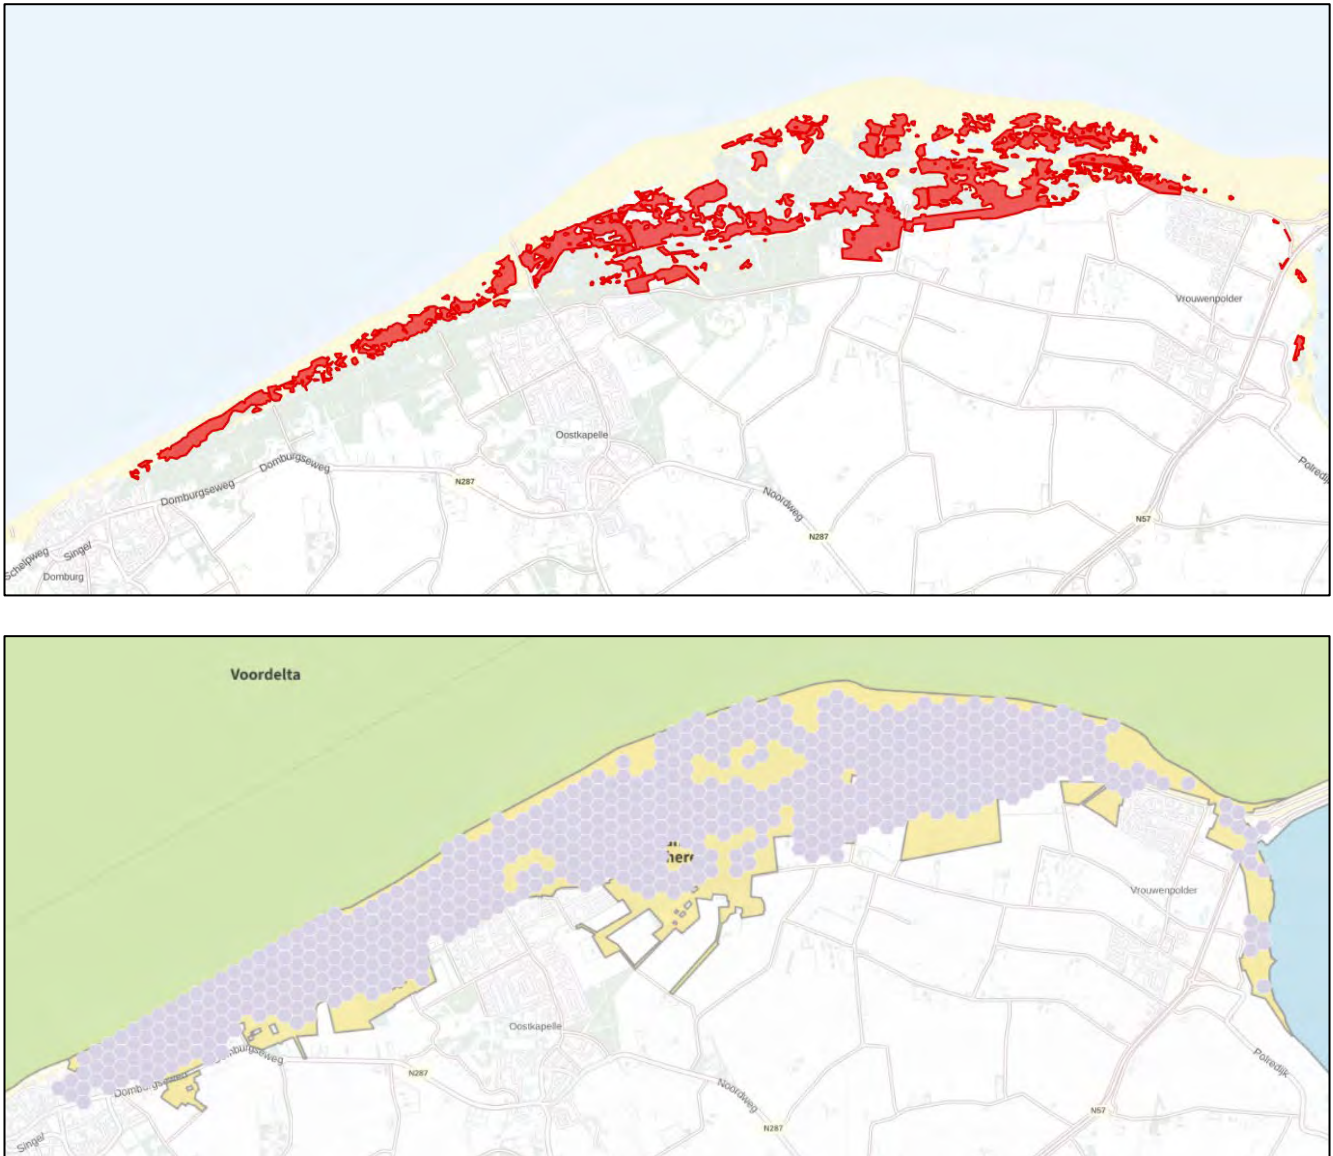 Vrouwenpolder
Oostkapelle
Domburgseweg
Domburgseweg
N287
Noordweg
Polredijk
N57
N287
Schelpweg
Singel
Domburg
Voordelta
Vrouwenpolder
Oostkapelle
N287
Polredijk
Noordweg
N57
N287
Singel